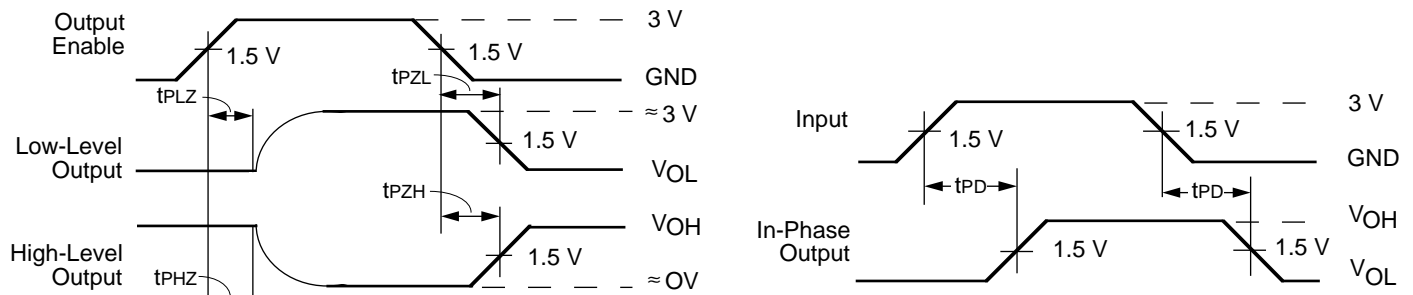 Output
Enable
3 V
1.5 V
1.5 V
GND
tPZL
tPLZ
≈3 V
Low-Level
Output
1.5 V
VOL
tPZH
VOH
High-Level
Output
1.5 V
tPHZ
≈OV
Input
3 V
1.5 V
1.5 V
GND
tPD
tPD
In-Phase
Output
VOH
1.5 V
1.5 V
VOL